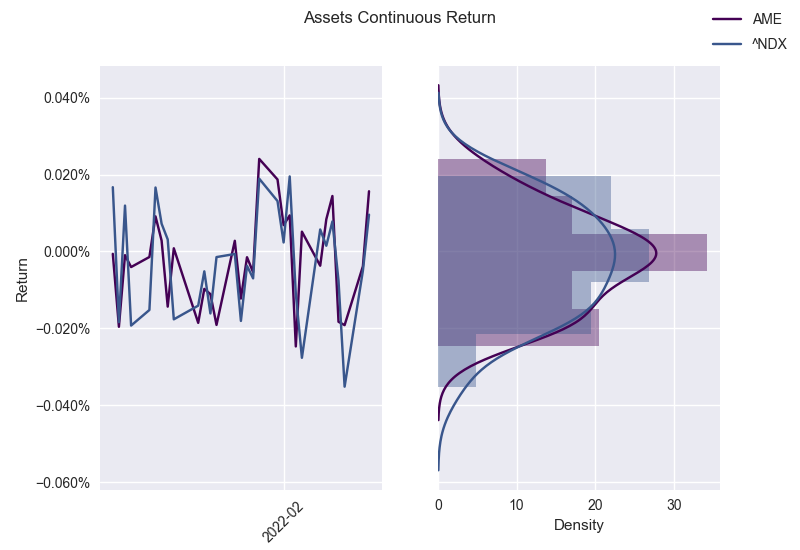 Assets Continuous Return
AME
^NDX
0.040%
0.020%
0.000%
−0.020%
−0.040%
−0.060%
Return
2022-02
0 10 20 30
Density